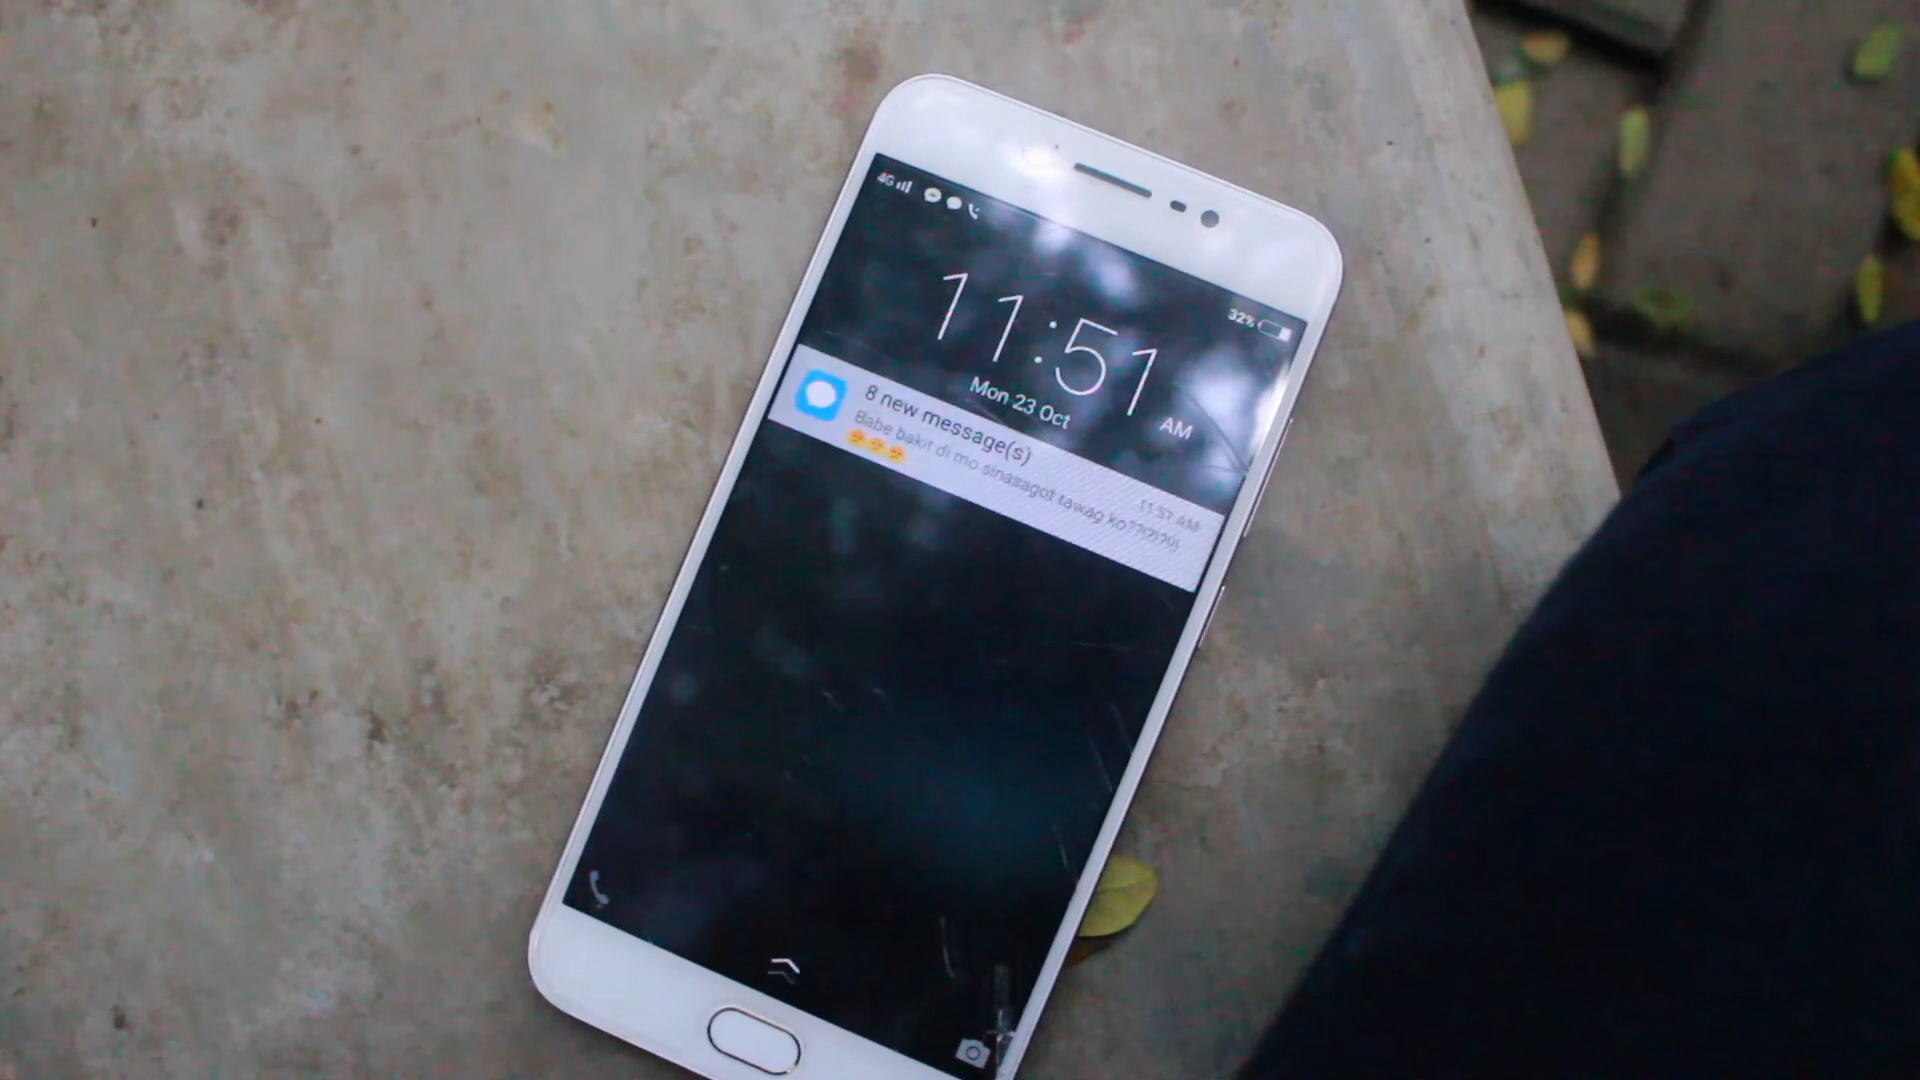 4G
32%
11:51 AM
Mon 23 Oct
8 new message(s)
11:57 AM
Babe bakit di mo sinasagot tawag ko??!?!?!?!